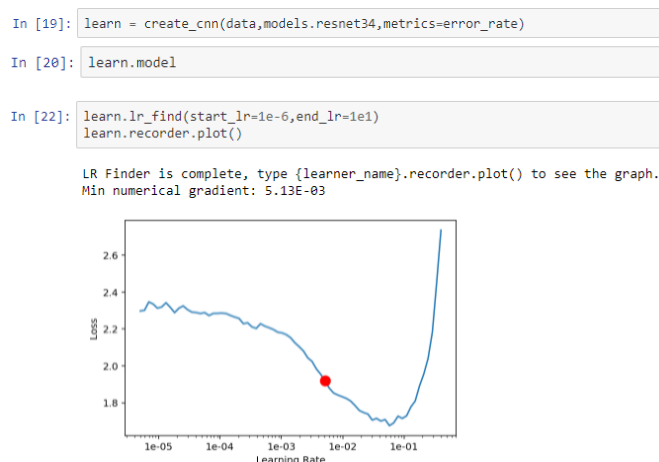 In [19]: learn = create_cnn(data,models.resnet34,metrics=error_rate)
In [20]: learn.model
In [22]: learn.lr_find(start_lr=1e-6,end_lr=1e1)
learn.recorder.plot()
LR Finder is complete, type {learner_name}.recorder.plot() to see the graph.
Min numerical gradient: 5.13E-03
2.6
2.4
2.2
2.0
1.8
Loss
1e-05 1e-04 1e-03 1e-02 1e-01
Learning Rate